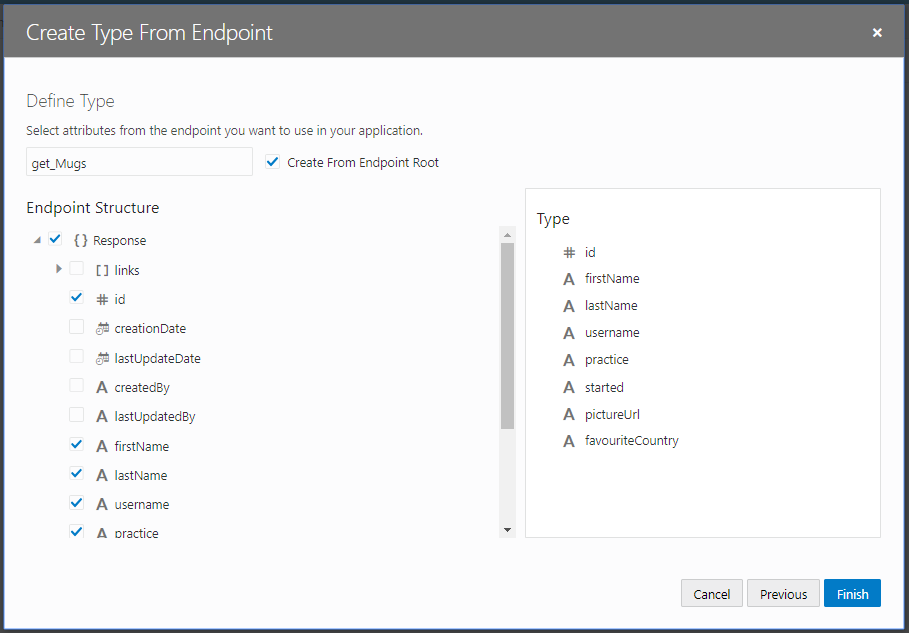 Create Type From Endpoint
Define Type
Select attributes from the endpoint you want to use in your application.
get_Mugs
Create From Endpoint Root
Endpoint Structure
{ } Response
[ ] links
# id
creationDate
lastUpdateDate
A createdBy
A lastUpdatedBy
A firstName
A lastName
A username
A practice
Type
# id
A firstName
A lastName
A username
A practice
A started
A pictureUrl
A favouriteCountry
Cancel
Previous
Finish